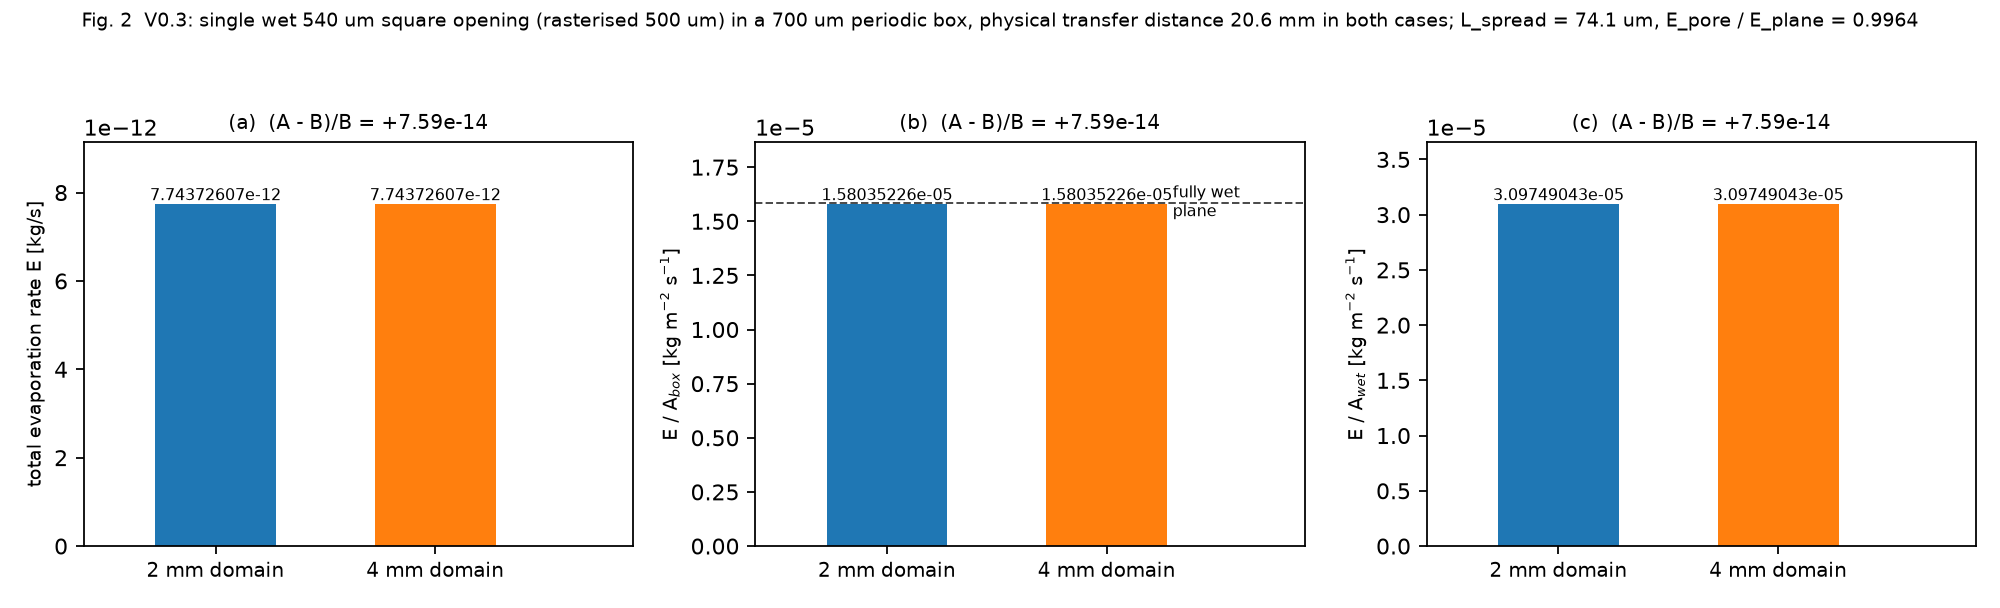 Fig. 2  V0.3: single wet 540 um square opening (rasterised 500 um) in a 700 um periodic box, physical transfer distance 20.6 mm in both cases; L_spread = 74.1 um, E_pore / E_plane = 0.9964
(a)  (A - B)/B = +7.59e-14
1e−12
total evaporation rate E [kg/s]
8
6
4
2
0
7.74372607e-12
7.74372607e-12
2 mm domain
4 mm domain
(b)  (A - B)/B = +7.59e-14
1e−5
E / A_box [kg m⁻² s⁻¹]
1.75
1.50
1.25
1.00
0.75
0.50
0.25
0.00
1.58035226e-05
1.58035226e-05
fully wet
plane
2 mm domain
4 mm domain
(c)  (A - B)/B = +7.59e-14
1e−5
E / A_wet [kg m⁻² s⁻¹]
3.5
3.0
2.5
2.0
1.5
1.0
0.5
0.0
3.09749043e-05
3.09749043e-05
2 mm domain
4 mm domain